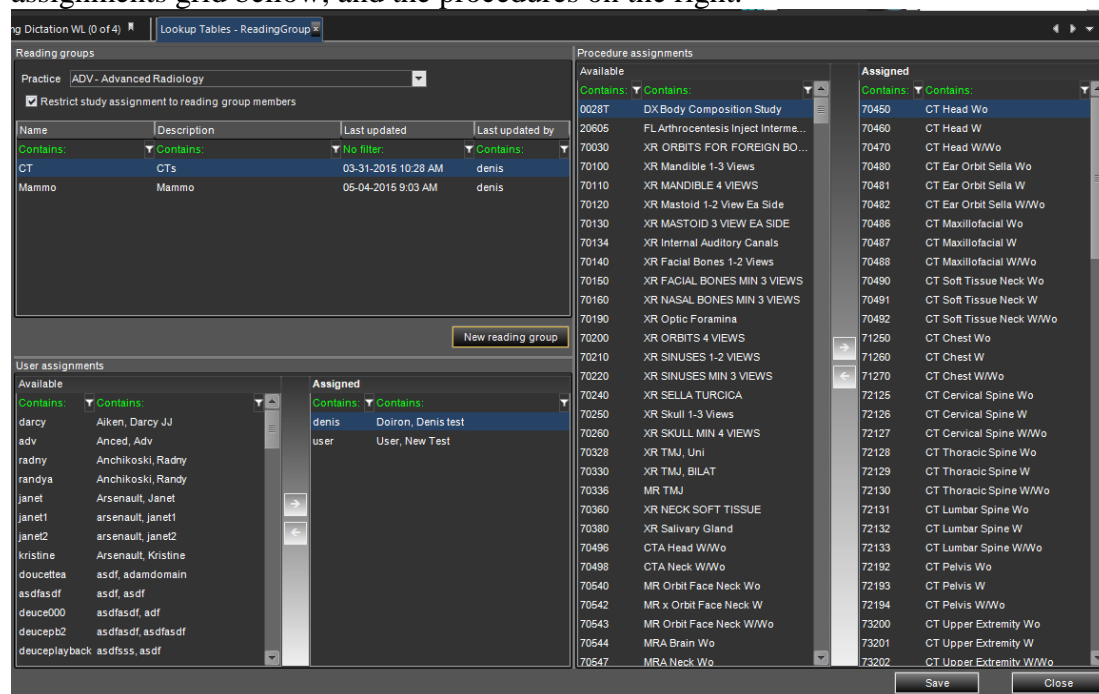 assignments grid bellow, and the procedures on the right.
ng Dictation WL (0 of 4) Lookup Tables - ReadingGroup
Reading groups
Practice ADV - Advanced Radiology
Restrict study assignment to reading group members
Name Description Last updated Last updated by
Contains: Contains: No filter: Contains:
CT CTs 03-31-2015 10:28 AM denis
Mammo Mammo 05-04-2015 9:03 AM denis
New reading group
User assignments
Available Assigned
Contains: Contains: Contains: Contains:
darcy Aiken, Darcy JJ denis Doiron, Denis test
adv Anced, Adv user User, New Test
radny Anchikoski, Radny
randya Anchikoski, Randy
janet Arsenault, Janet
janet1 arsenault, janet1
janet2 arsenault, janet2
kristine Arsenault, Kristine
doucettea asdf, adamdomain
asdfasdf asdf, asdf
deuce000 asdfasdf, adf
deucepb2 asdfasdf, asdfasdf
deuceplayback asdfsss, asdf
Procedure assignments
Available Assigned
Contains: Contains: Contains: Contains:
0028T DX Body Composition Study 70450 CT Head Wo
20605 FL Arthrocentesis Inject Interme... 70460 CT Head W
70030 XR ORBITS FOR FOREIGN BO... 70470 CT Head W/Wo
70100 XR Mandible 1-3 Views 70480 CT Ear Orbit Sella Wo
70110 XR MANDIBLE 4 VIEWS 70481 CT Ear Orbit Sella W
70120 XR Mastoid 1-2 View Ea Side 70482 CT Ear Orbit Sella W/Wo
70130 XR MASTOID 3 VIEW EA SIDE 70486 CT Maxillofacial Wo
70134 XR Internal Auditory Canals 70487 CT Maxillofacial W
70140 XR Facial Bones 1-2 Views 70488 CT Maxillofacial W/Wo
70150 XR FACIAL BONES MIN 3 VIEWS 70490 CT Soft Tissue Neck Wo
70160 XR NASAL BONES MIN 3 VIEWS 70491 CT Soft Tissue Neck W
70190 XR Optic Foramina 70492 CT Soft Tissue Neck W/Wo
70200 XR ORBITS 4 VIEWS 71250 CT Chest Wo
70210 XR SINUSES 1-2 VIEWS 71260 CT Chest W
70220 XR SINUSES MIN 3 VIEWS 71270 CT Chest W/Wo
70240 XR SELLA TURCICA 72125 CT Cervical Spine Wo
70250 XR Skull 1-3 Views 72126 CT Cervical Spine W
70260 XR SKULL MIN 4 VIEWS 72127 CT Cervical Spine W/Wo
70328 XR TMJ, Uni 72128 CT Thoracic Spine Wo
70330 XR TMJ, BILAT 72129 CT Thoracic Spine W
70336 MR TMJ 72130 CT Thoracic Spine W/Wo
70360 XR NECK SOFT TISSUE 72131 CT Lumbar Spine Wo
70380 XR Salivary Gland 72132 CT Lumbar Spine W
70496 CTA Head W/Wo 72133 CT Lumbar Spine W/Wo
70498 CTA Neck W/Wo 72192 CT Pelvis Wo
70540 MR Orbit Face Neck Wo 72193 CT Pelvis W
70542 MR x Orbit Face Neck W 72194 CT Pelvis W/Wo
70543 MR Orbit Face Neck W/Wo 73200 CT Upper Extremity Wo
70544 MRA Brain Wo 73201 CT Upper Extremity W
70547 MRA Neck Wo 73202 CT Upper Extremity W/Wo
Save Close